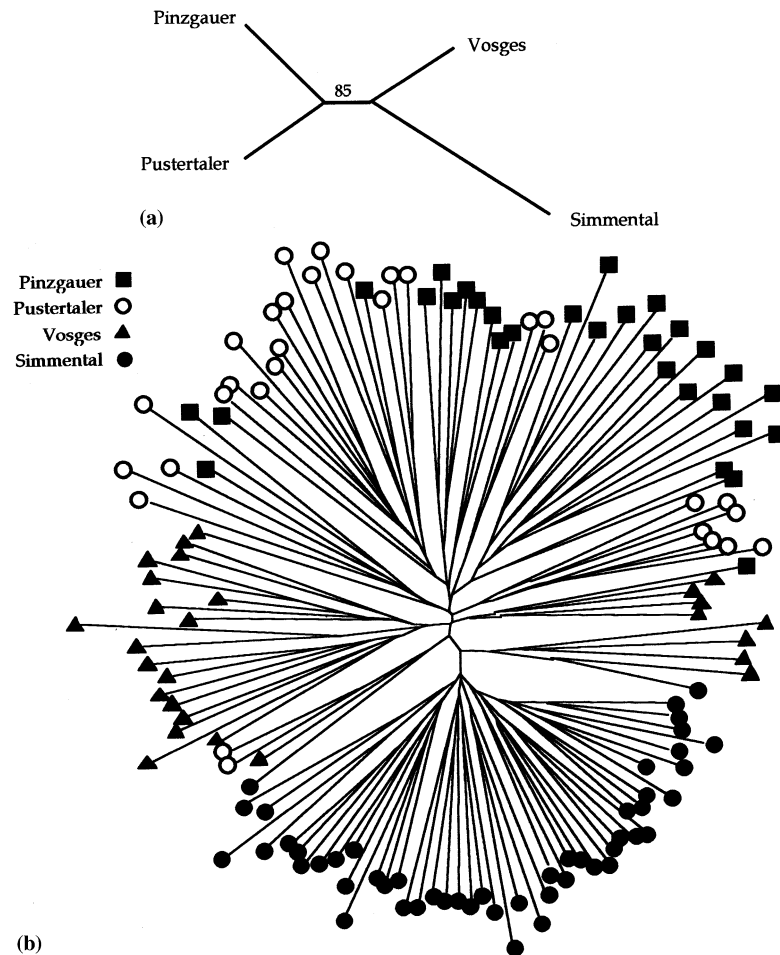 Pinzgauer
Vosges
85
Pustertaler
(a)
Simmental
Pinzgauer
Pustertaler
Vosges
Simmental
(b)